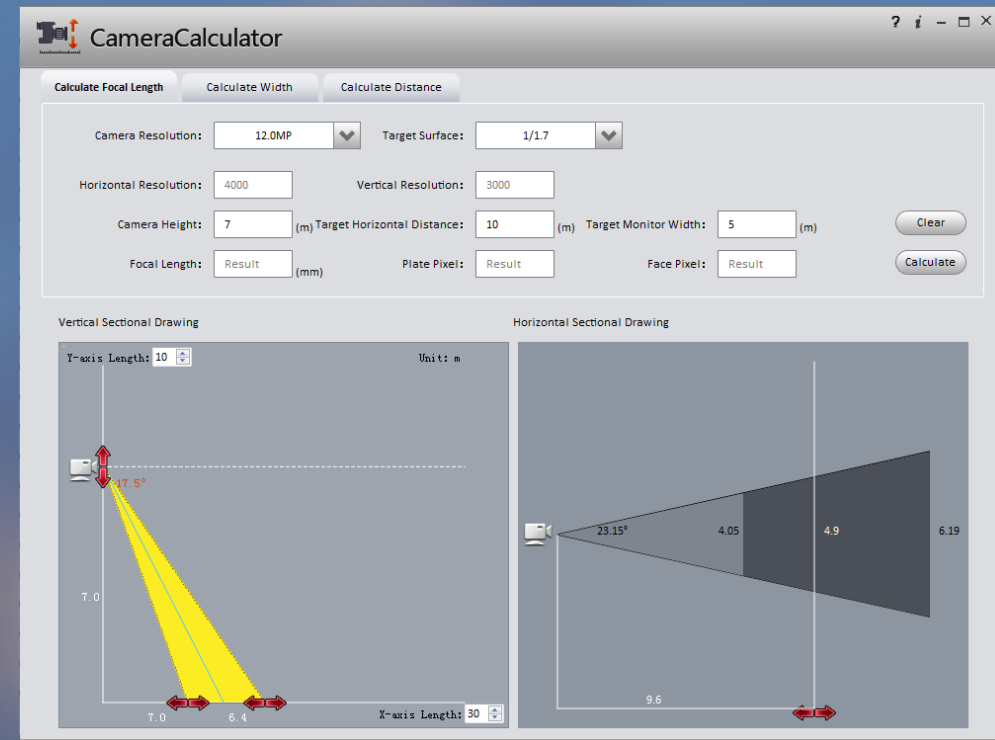 CameraCalculator
? i
Calculate Focal Length Calculate Width Calculate Distance
Camera Resolution: 12.0MP Target Surface: 1/1.7
Horizontal Resolution: 4000 Vertical Resolution: 3000
Camera Height: 7 (m) Target Horizontal Distance: 10 (m) Target Monitor Width: 5 (m) Clear
Focal Length: Result (mm) Plate Pixel: Result Face Pixel: Result Calculate
Vertical Sectional Drawing Horizontal Sectional Drawing
Y-axis Length: 10 Unit: m
17.5°
23.15° 4.05 4.9 6.19
7.0
9.6
7.0 6.4 X-axis Length: 30